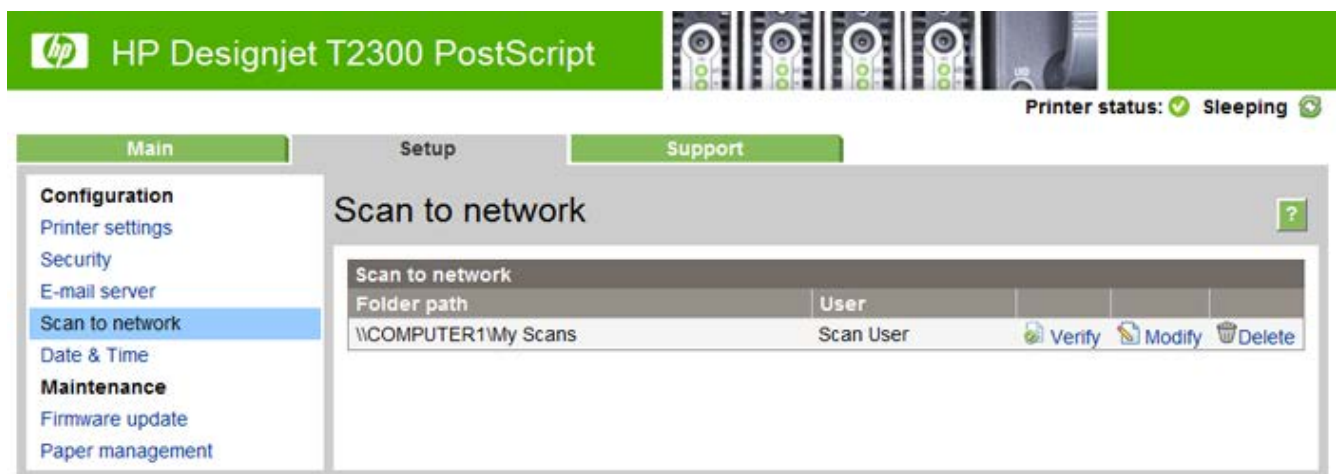 hp HP Designjet T2300 PostScript
Printer status: Sleeping
Main Setup Support
Configuration
Printer settings
Security
E-mail server
Scan to network
Date & Time
Maintenance
Firmware update
Paper management
Scan to network
?
Scan to network
Folder path User
\\COMPUTER1\My Scans Scan User Verify Modify Delete